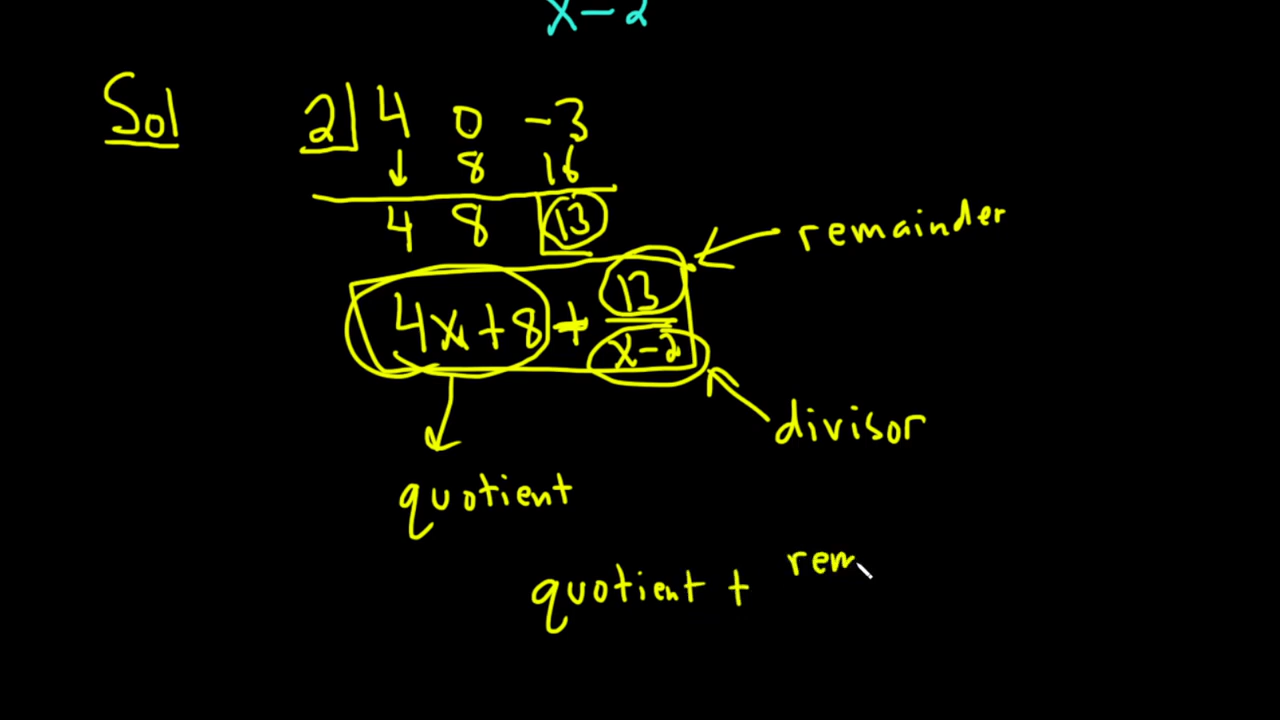 x-2
Sol 2 4 0 -3
↓ 8 16
4 8 13
remainder
4x+8 + 13/x-2
divisor
quotient
quotient + rem